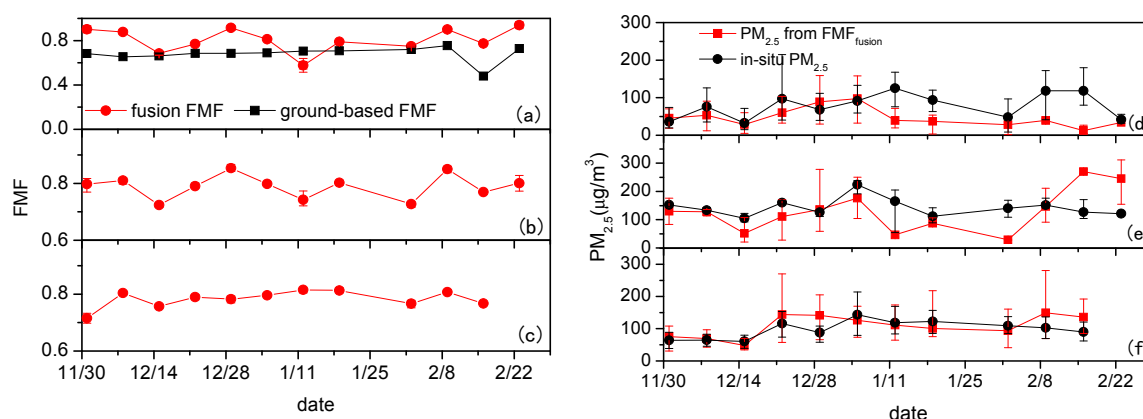 0.8
0.4
0.0
fusion FMF
ground-based FMF
(a)
0.8
0.6
(b)
0.8
0.6
(c)
FMF
11/30 12/14 12/28 1/11 1/25 2/8 2/22
date
300
200
100
0
PM2.5 from FMFfusion
in-situ PM2.5
(d)
300
200
100
0
(e)
300
200
100
0
(f)
PM2.5(μg/m³)
11/30 12/14 12/28 1/11 1/25 2/8 2/22
date